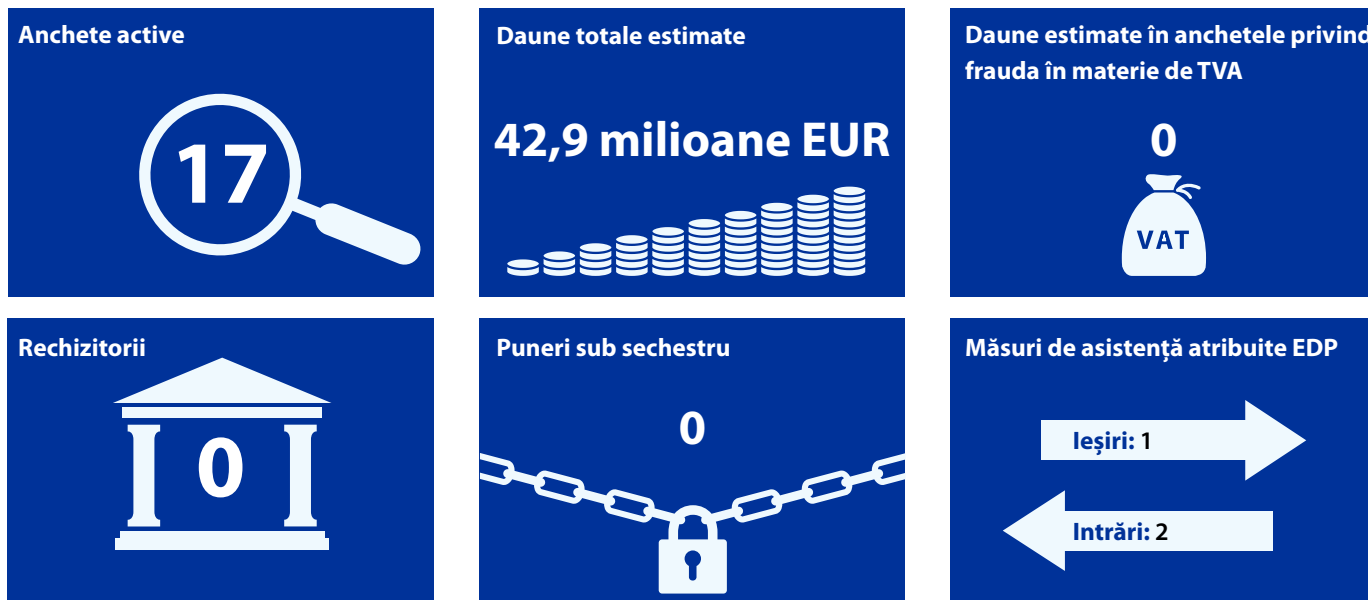 Anchete active
17
Daune totale estimate
42,9 milioane EUR
Daune estimate în anchetele privind
frauda în materie de TVA
0
VAT
Rechizitorii
0
Puneri sub sechestru
0
Măsuri de asistență atribuite EDP
Ieșiri: 1
Intrări: 2